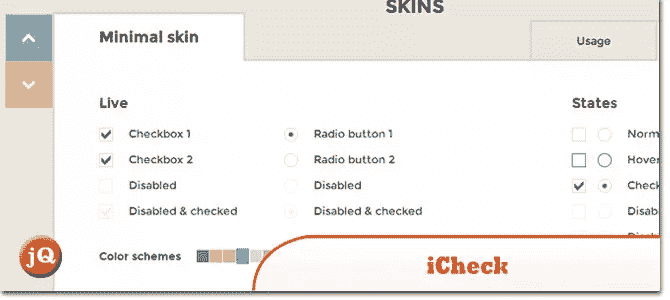 SKINS
Minimal skin
Usage
Live
States
Checkbox 1
Radio button 1
Norm
Checkbox 2
Radio button 2
Hover
Disabled
Disabled
Check
Disabled & checked
Disabled & checked
Disab
Color schemes
jQ
iCheck